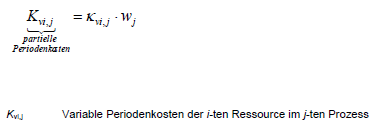 K_{vi,j} = κ_{vi,j} · w_j
partielle
Periodenkosten
K_{vi,j} Variable Periodenkosten der i-ten Ressource im j-ten Prozess